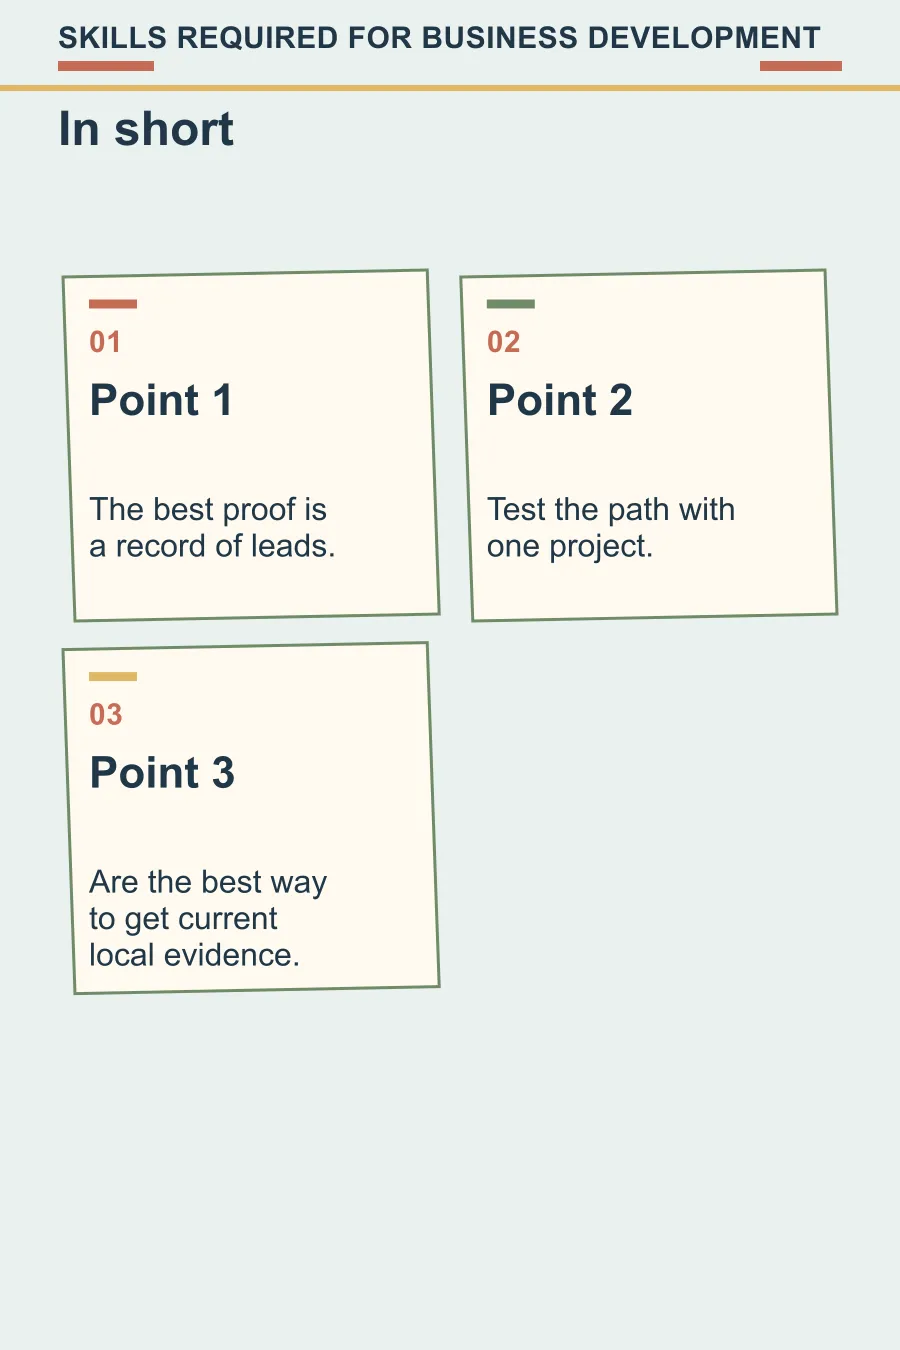 SKILLS REQUIRED FOR BUSINESS DEVELOPMENT
In short
01
Point 1
The best proof is
a record of leads.
02
Point 2
Test the path with
one project.
03
Point 3
Are the best way
to get current
local evidence.